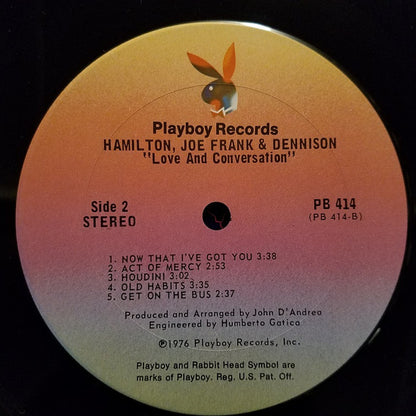 Playboy Records
HAMILTON, JOE FRANK & DENNISON
"Love And Conversation"
Side 2
STEREO
PB 414
(PB 414-B)
1. NOW THAT I'VE GOT YOU 3:38
2. ACT OF MERCY 2:53
3. HOUDINI 3:02
4. OLD HABITS 3:35
5. GET ON THE BUS 2:37
Produced and Arranged by John D'Andrea
Engineered by Humberto Gatica
℗1976 Playboy Records, Inc.
Playboy and Rabbit Head Symbol are
marks of Playboy. Reg. U.S. Pat. Off.